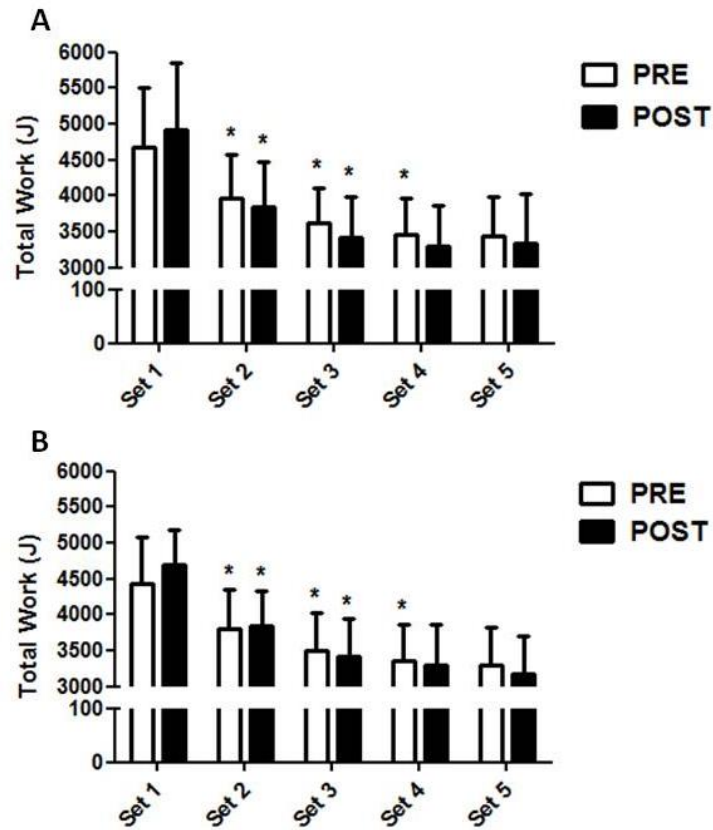 A
6000
5500
5000
4500
4000
3500
3000
100
0
Total Work (J)
* * * * *
Set 1 Set 2 Set 3 Set 4 Set 5
PRE
POST
B
6000
5500
5000
4500
4000
3500
3000
100
0
Total Work (J)
* * * * *
Set 1 Set 2 Set 3 Set 4 Set 5
PRE
POST